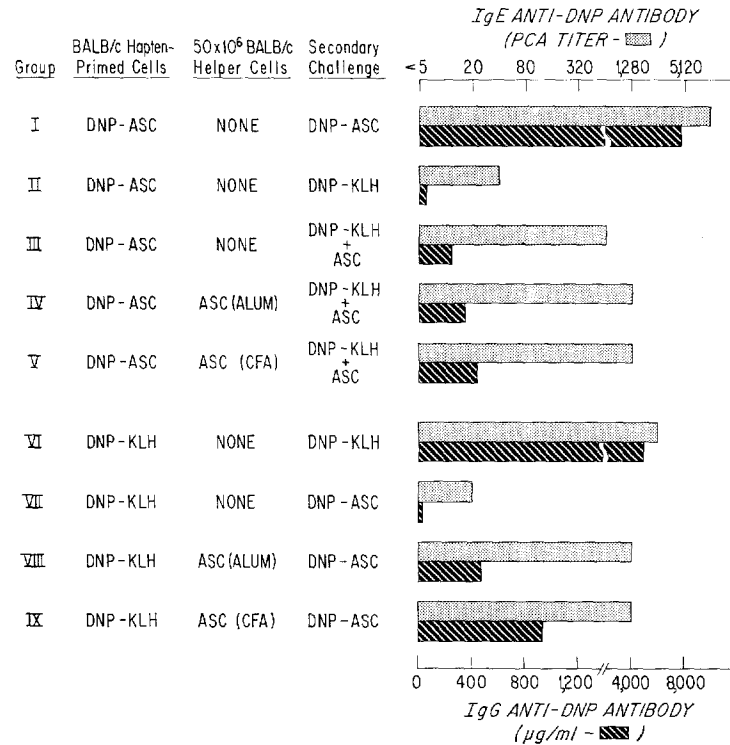 IgE ANTI-DNP ANTIBODY
(PCA TITER - )
<5 20 80 320 1,280 5,120
BALB/c Hapten- 50x10⁶ BALB/c Secondary
Group Primed Cells Helper Cells Challenge
I DNP-ASC NONE DNP-ASC
II DNP-ASC NONE DNP-KLH
III DNP-ASC NONE DNP-KLH
+
ASC
IV DNP-ASC ASC(ALUM) DNP-KLH
+
ASC
V DNP-ASC ASC (CFA) DNP-KLH
+
ASC
VI DNP-KLH NONE DNP-KLH
VII DNP-KLH NONE DNP-ASC
VIII DNP-KLH ASC(ALUM) DNP-ASC
IX DNP-KLH ASC (CFA) DNP-ASC
0 400 800 1,200 4,000 8,000
IgG ANTI-DNP ANTIBODY
(µg/ml - )